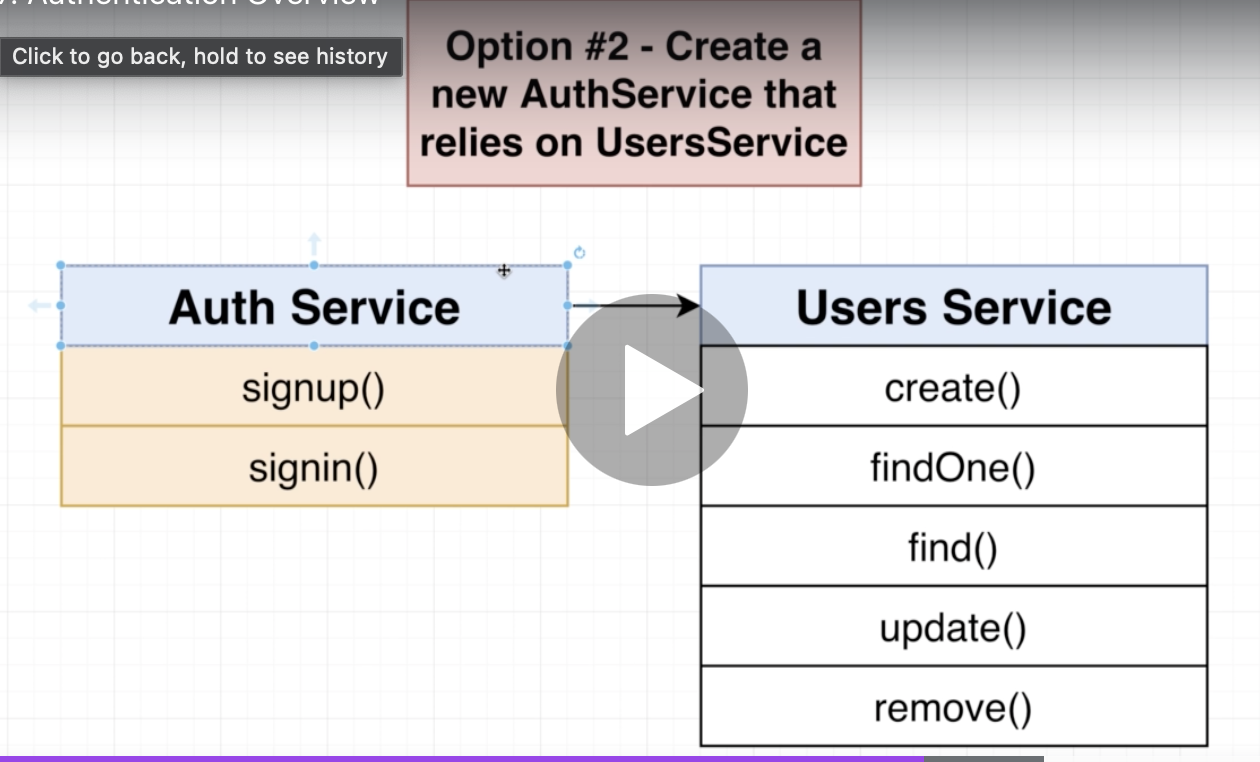 Authentication Overview
Click to go back, hold to see history
Option #2 - Create a
new AuthService that
relies on UsersService
Auth Service
signup()
signin()
Users Service
create()
findOne()
find()
update()
remove()